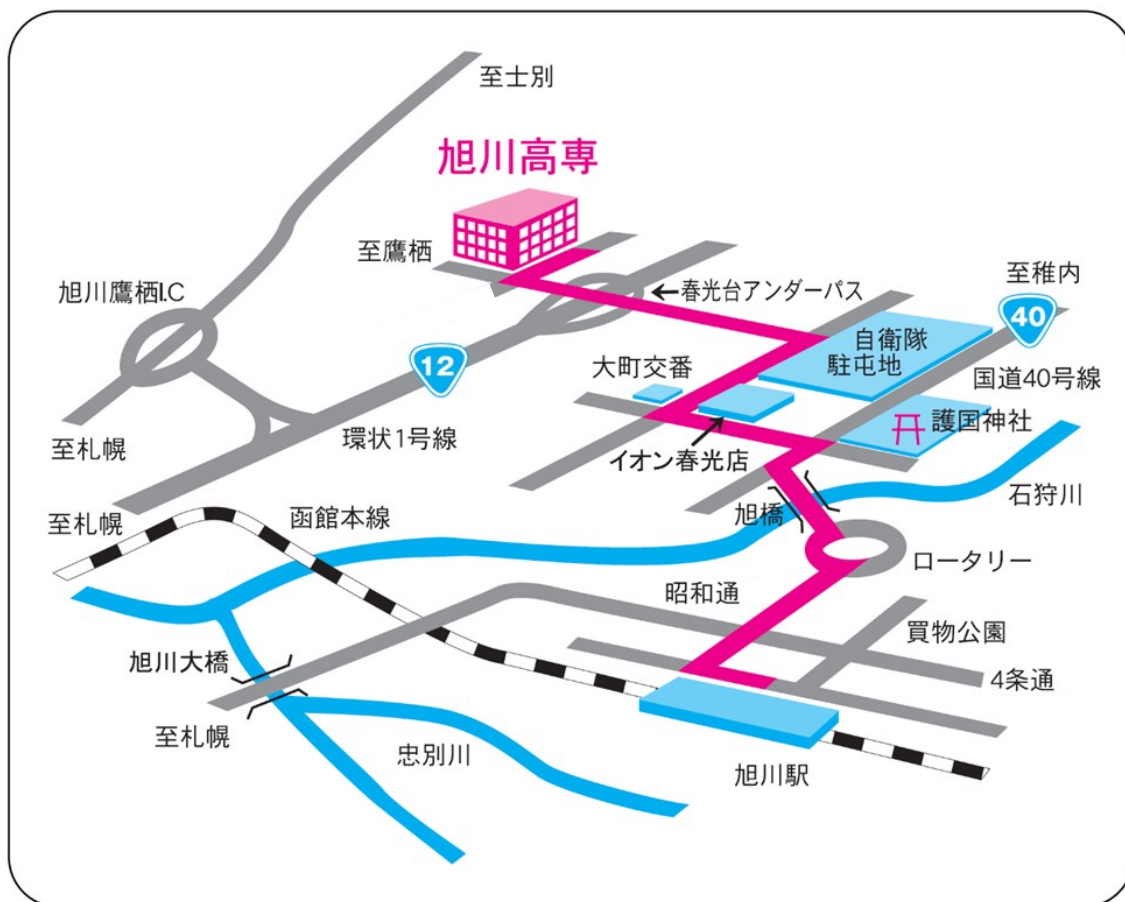 至士別
旭川高専
至鷹栖
旭川鷹栖I.C
←春光台アンダーパス
至稚内
40
12
自衛隊
駐屯地
大町交番
国道40号線
護国神社
至札幌
環状1号線
イオン春光店
石狩川
至札幌
函館本線
旭橋
ロータリー
昭和通
買物公園
旭川大橋
4条通
至札幌
忠別川
旭川駅